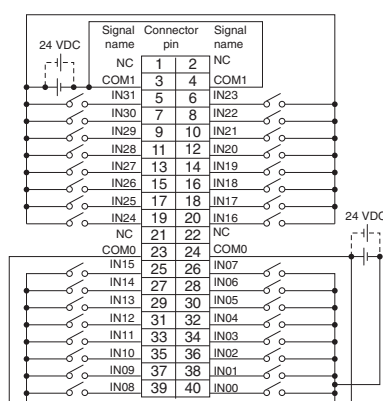 Signal name Connector pin Signal name
24 VDC
NC 1 2 NC
COM1 3 4 COM1
IN31 5 6 IN23
IN30 7 8 IN22
IN29 9 10 IN21
IN28 11 12 IN20
IN27 13 14 IN19
IN26 15 16 IN18
IN25 17 18 IN17
IN24 19 20 IN16
24 VDC
NC 21 22 NC
COM0 23 24 COM0
IN15 25 26 IN07
IN14 27 28 IN06
IN13 29 30 IN05
IN12 31 32 IN04
IN11 33 34 IN03
IN10 35 36 IN02
IN09 37 38 IN01
IN08 39 40 IN00